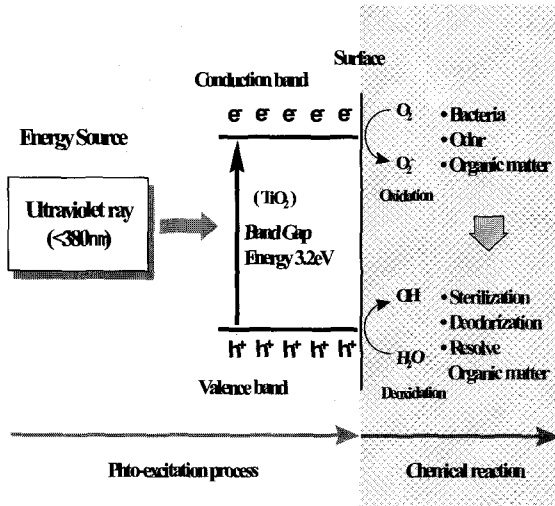 Surface
Conduction band
e⁻ e⁻ e⁻ e⁻ e⁻
Energy Source
Ultraviolet ray
(<380nm)
(TiO₂)
Band Gap
Energy 3.2eV
h⁺ h⁺ h⁺ h⁺ h⁺
Valence band
O₂
O₂⁻
Oxidation
• Bacteria
• Odor
• Organic matter
OH
H₂O
Deoxidation
• Sterilization
• Deodorization
• Resolve
Organic matter
Phto-excitation process
Chemical reaction